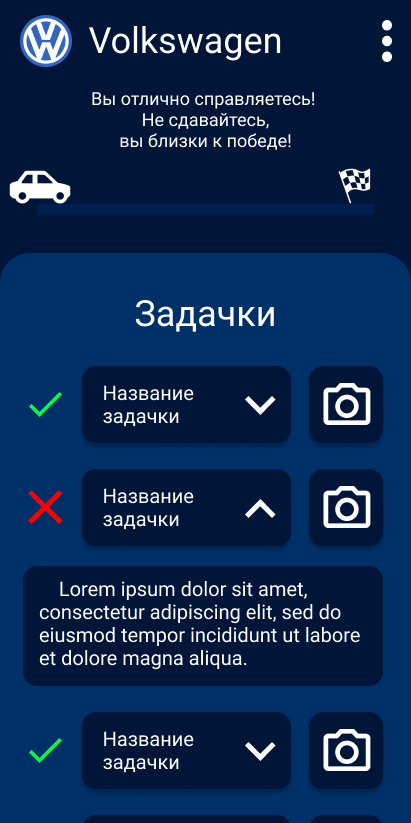 Volkswagen
Вы отлично справляетесь!
Не сдавайтесь,
вы близки к победе!
Задачки
Название
задачки
Название
задачки
Lorem ipsum dolor sit amet,
consectetur adipiscing elit, sed do
eiusmod tempor incididunt ut labore
et dolore magna aliqua.
Название
задачки